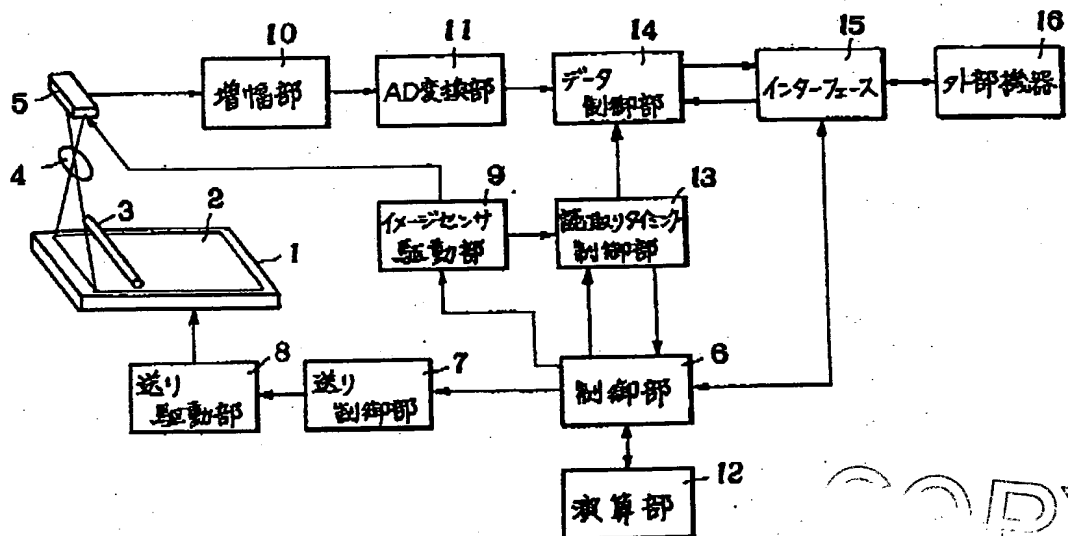 10
11
14
15
16
5
増幅部
AD変換部
データ
制御部
インターフェース
外部機器
4
9
13
3
2
イメージセンサ
駆動部
読取りタイミング
制御部
1
8
7
6
送り
駆動部
送り
制御部
制御部
12
演算部
COPY